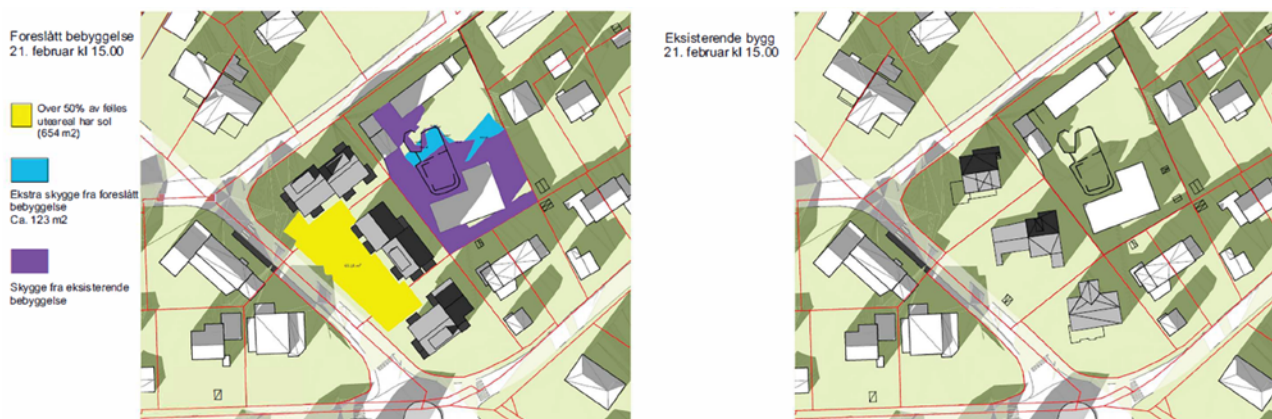 Foreslått bebyggelse
21. februar kl 15.00
Over 50% av felles
uteareal har sol
(654 m2)
Ekstra skygge fra foreslått
bebyggelse
Ca. 123 m2
Skygge fra eksisterende
bebyggelse
Eksisterende bygg
21. februar kl 15.00